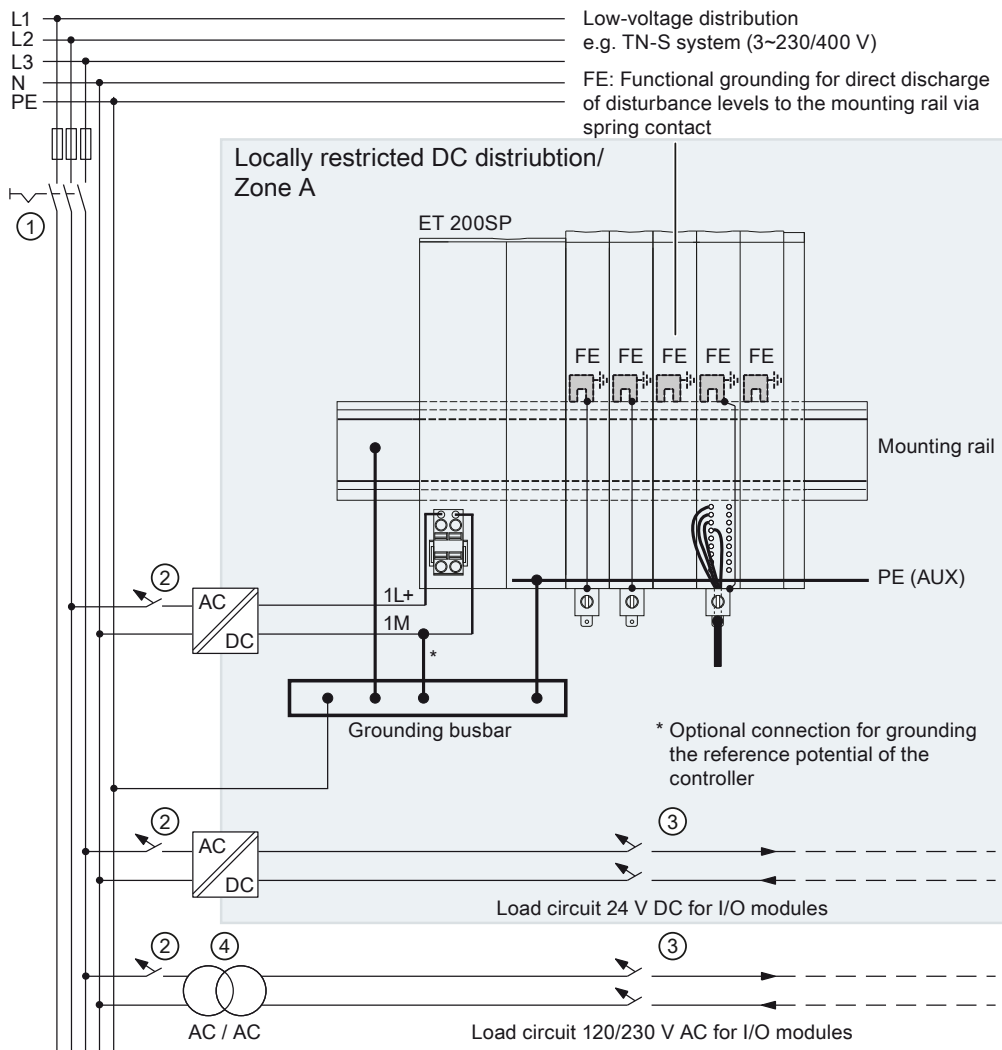 L1
L2
L3
N
PE
Low-voltage distribution
e.g. TN-S system (3~230/400 V)
FE: Functional grounding for direct discharge
of disturbance levels to the mounting rail via
spring contact
Locally restricted DC distriubtion/
Zone A
1
ET 200SP
FE FE FE FE FE
Mounting rail
2
AC
DC
1L+
1M
*
PE (AUX)
Grounding busbar
* Optional connection for grounding
the reference potential of the
controller
2
AC
DC
3
Load circuit 24 V DC for I/O modules
2
4
3
AC / AC
Load circuit 120/230 V AC for I/O modules